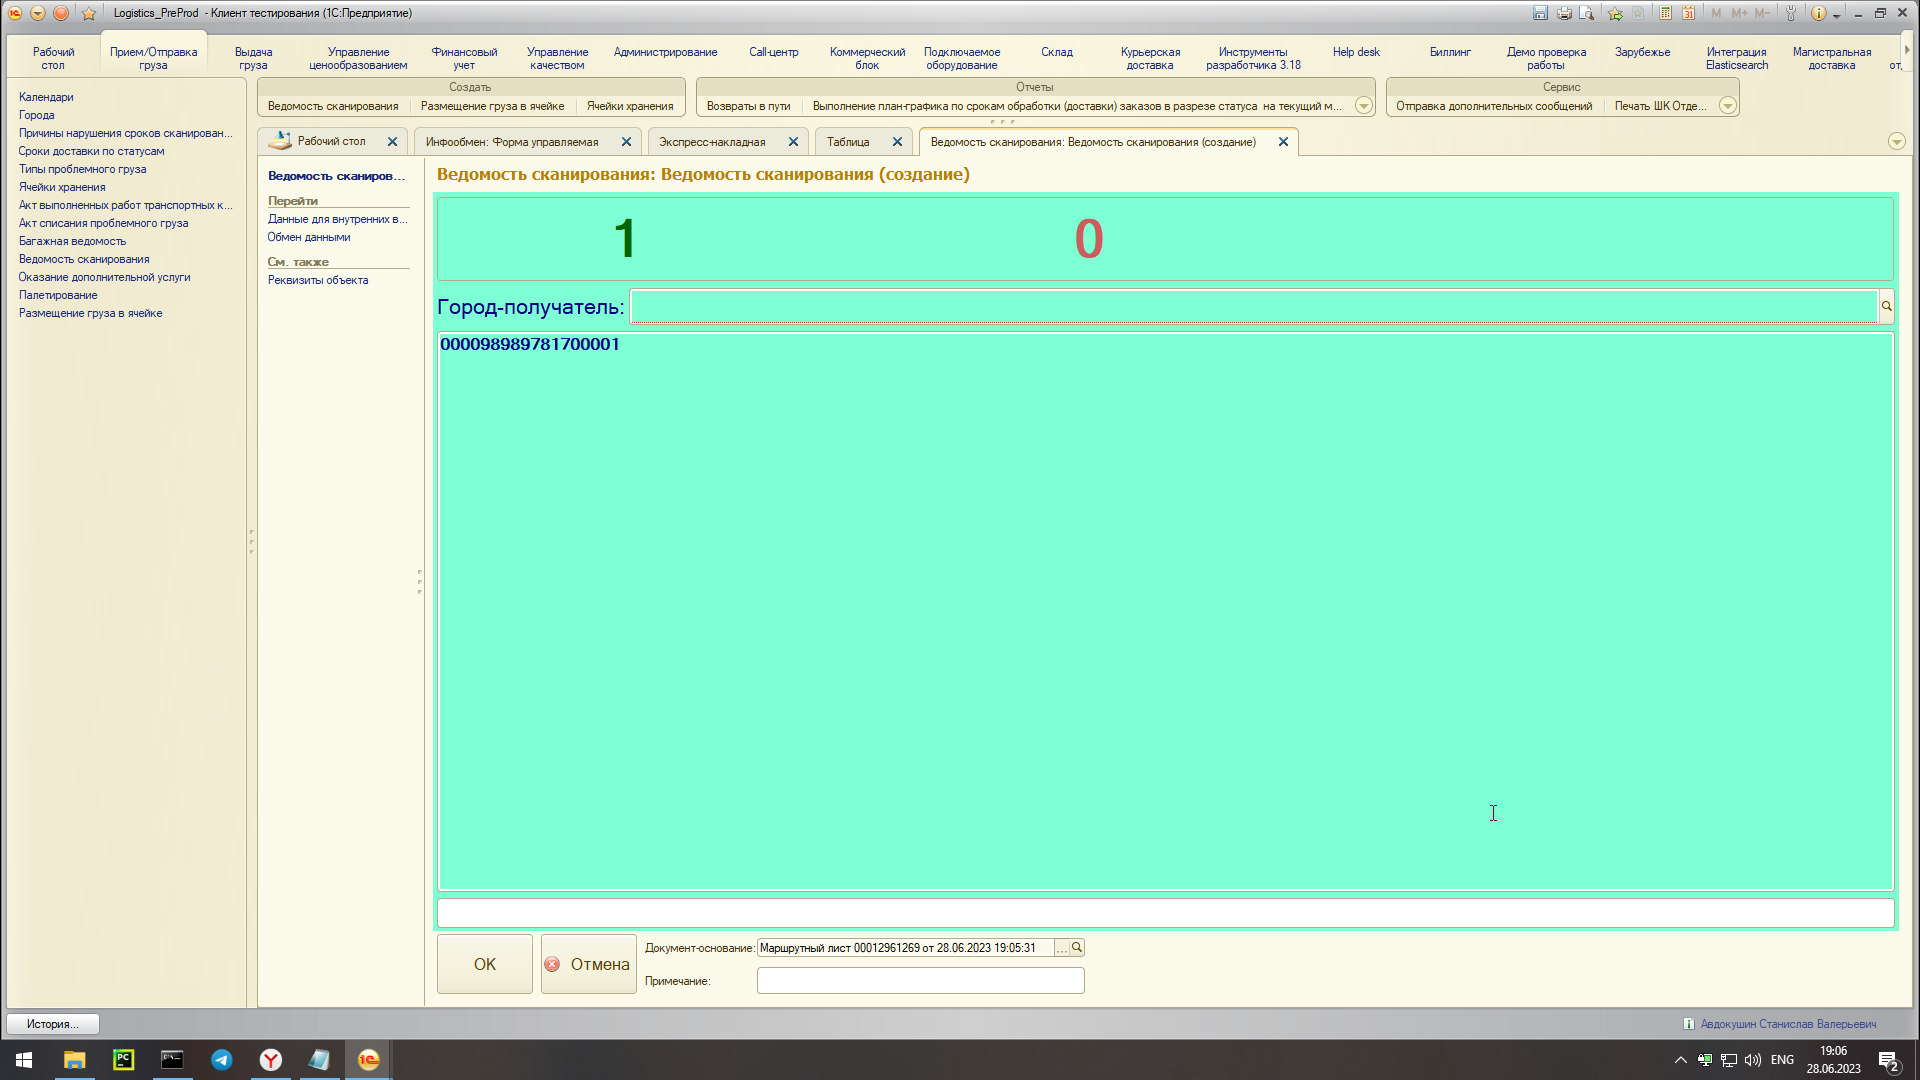 Logistics_PreProd - Клиент тестирования (1С:Предприятие)
M M+ M-
Рабочий стол
Прием/Отправка груза
Выдача груза
Управление ценообразованием
Финансовый учет
Управление качеством
Администрирование
Call-центр
Коммерческий блок
Подключаемое оборудование
Склад
Курьерская доставка
Инструменты разработчика 3.18
Help desk
Биллинг
Демо проверка работы
Зарубежье
Интеграция Elasticsearch
Магистральная доставка
от,
Создать
Ведомость сканирования
Размещение груза в ячейке
Ячейки хранения
Отчеты
Возвраты в пути
Выполнение план-графика по срокам обработки (доставки) заказов в разрезе статуса на текущий м...
Сервис
Отправка дополнительных сообщений
Печать ШК Отде...
Календари
Города
Причины нарушения сроков сканирован...
Сроки доставки по статусам
Типы проблемного груза
Ячейки хранения
Акт выполненных работ транспортных к...
Акт списания проблемного груза
Багажная ведомость
Ведомость сканирования
Оказание дополнительной услуги
Палетирование
Размещение груза в ячейке
Рабочий стол
Инфообмен: Форма управляемая
Экспресс-накладная
Таблица
Ведомость сканирования: Ведомость сканирования (создание)
Ведомость сканиров...
Перейти
Данные для внутренних в...
Обмен данными
См. также
Реквизиты объекта
Ведомость сканирования: Ведомость сканирования (создание)
1 0
Город-получатель:
000098989781700001
OK
Отмена
Документ-основание: Маршрутный лист 00012961269 от 28.06.2023 19:05:31 ...
Примечание:
История...
Авдокушин Станислав Валерьевич
ENG
19:06
28.06.2023
2